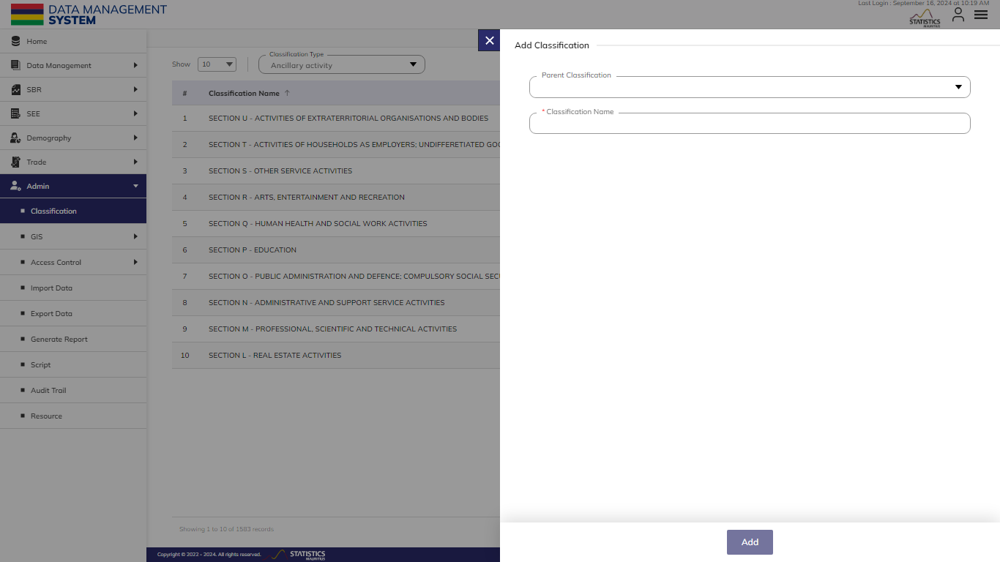 DATA MANAGEMENT
SYSTEM
Last Login : September 16, 2024 at 10:19 AM
STATISTICS
MAURITIUS
Home
Data Management
SBR
SEE
Demography
Trade
Admin
Classification
GIS
Access Control
Import Data
Export Data
Generate Report
Script
Audit Trail
Resource
Show 10
Classification Type
Ancillary activity
# Classification Name
1 SECTION U - ACTIVITIES OF EXTRATERRITORIAL ORGANISATIONS AND BODIES
2 SECTION T - ACTIVITIES OF HOUSEHOLDS AS EMPLOYERS; UNDIFFERETIATED
3 SECTION S - OTHER SERVICE ACTIVITIES
4 SECTION R - ARTS, ENTERTAINMENT AND RECREATION
5 SECTION Q - HUMAN HEALTH AND SOCIAL WORK ACTIVITIES
6 SECTION P - EDUCATION
7 SECTION O - PUBLIC ADMINISTRATION AND DEFENCE; COMPULSORY SOCIAL
8 SECTION N - ADMINISTRATIVE AND SUPPORT SERVICE ACTIVITIES
9 SECTION M - PROFESSIONAL, SCIENTIFIC AND TECHNICAL ACTIVITIES
10 SECTION L - REAL ESTATE ACTIVITIES
Showing 1 to 10 of 1583 records
Copyright © 2022 - 2024. All rights reserved.
STATISTICS
MAURITIUS
Add Classification
Parent Classification
* Classification Name
Add